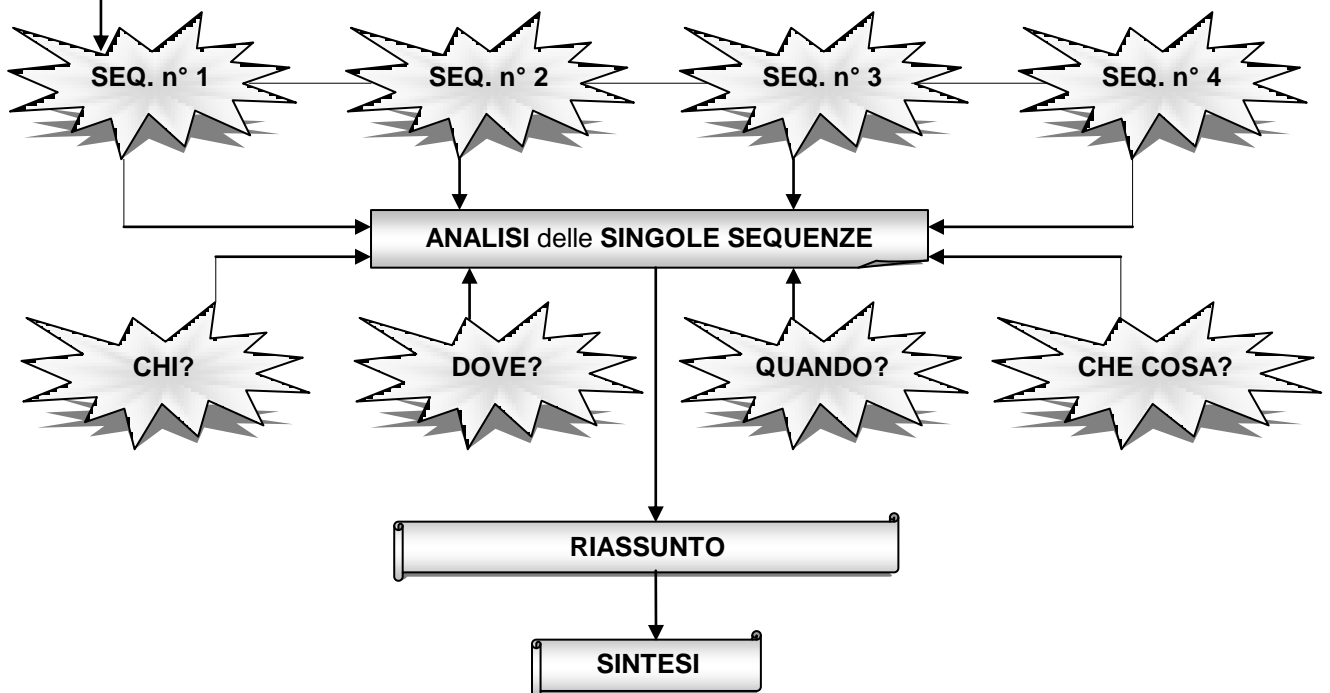 SEQ. n° 1
SEQ. n° 2
SEQ. n° 3
SEQ. n° 4
ANALISI delle SINGOLE SEQUENZE
CHI?
DOVE?
QUANDO?
CHE COSA?
RIASSUNTO
SINTESI